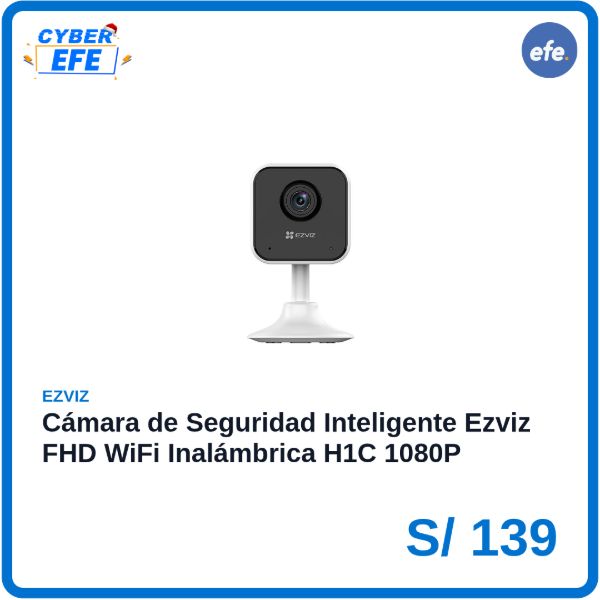 CYBER
EFE
efe.
EZVIZ
EZVIZ
Cámara de Seguridad Inteligente Ezviz
FHD WiFi Inalámbrica H1C 1080P
S/ 139